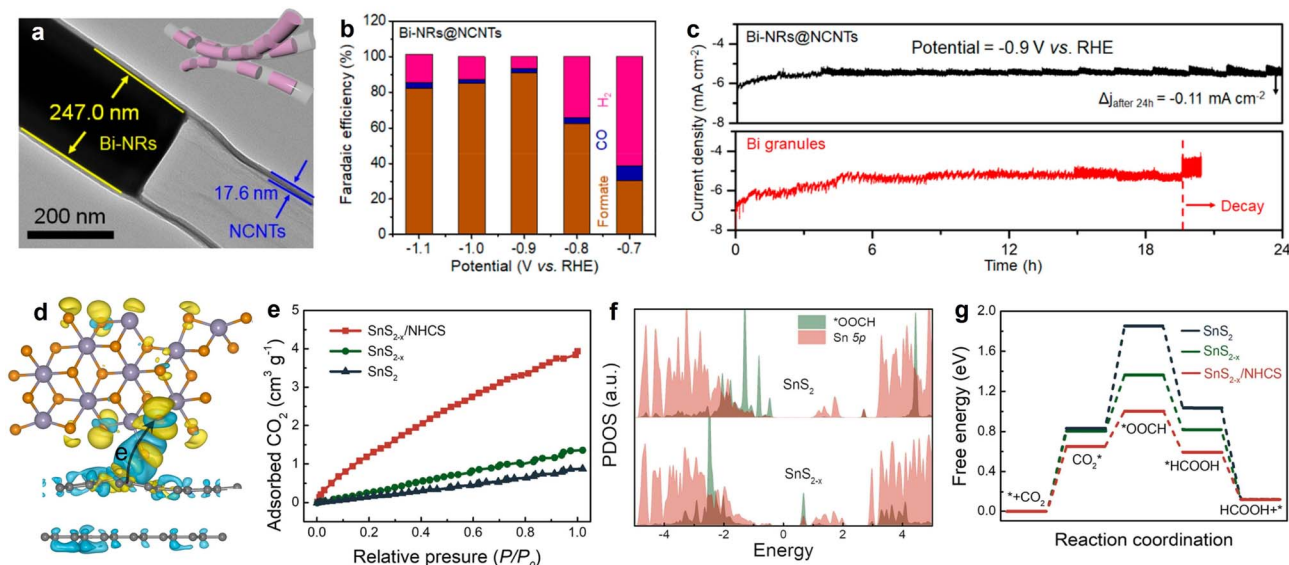 a
247.0 nm
Bi-NRs
17.6 nm
NCNTs
200 nm
b
Bi-NRs@NCNTs
Faradaic efficiency (%)
120
100
80
60
40
20
0
H₂
CO
Formate
-1.1 -1.0 -0.9 -0.8 -0.7
Potential (V vs. RHE)
c
Bi-NRs@NCNTs
Potential = -0.9 V vs. RHE
Δj after 24h = -0.11 mA cm⁻²
Current density (mA cm⁻²)
-4
-6
-8
Bi granules
-4
-6
Decay
0 6 12 18 24
Time (h)
d
e
e
Adsorbed CO₂ (cm³ g⁻¹)
5
4
3
2
1
0
SnS₂₋ₓ/NHCS
SnS₂₋ₓ
SnS₂
0.0 0.2 0.4 0.6 0.8 1.0
Relative presure (P/P₀)
f
PDOS (a.u.)
*OOCH
Sn 5p
SnS₂
SnS₂₋ₓ
-4 -2 0 2 4
Energy
g
Free energy (eV)
2.0
1.6
1.2
0.8
0.4
0.0
SnS₂
SnS₂₋ₓ
SnS₂₋ₓ/NHCS
*+CO₂
CO₂*
*OOCH
*HCOOH
HCOOH+*
Reaction coordination